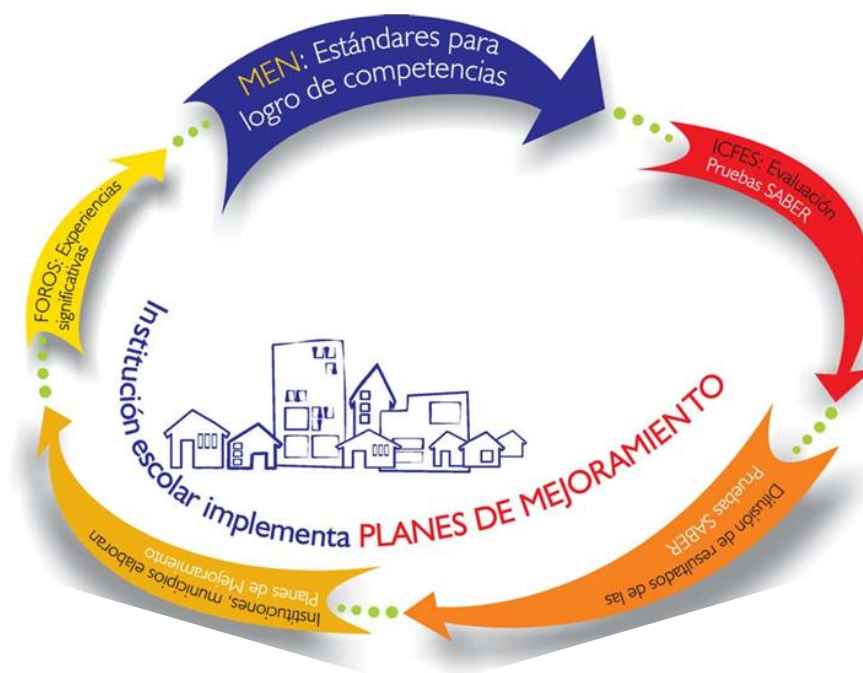 MEN: Estándares para
logro de competencias
ICFES: Evaluación
Pruebas SABER
Difusión de resultados de las
Pruebas SABER
Instituciones, municipios elaboran
Planes de Mejoramiento
FOROS: Experiencias
significativas
Institución escolar implementa PLANES DE MEJORAMIENTO